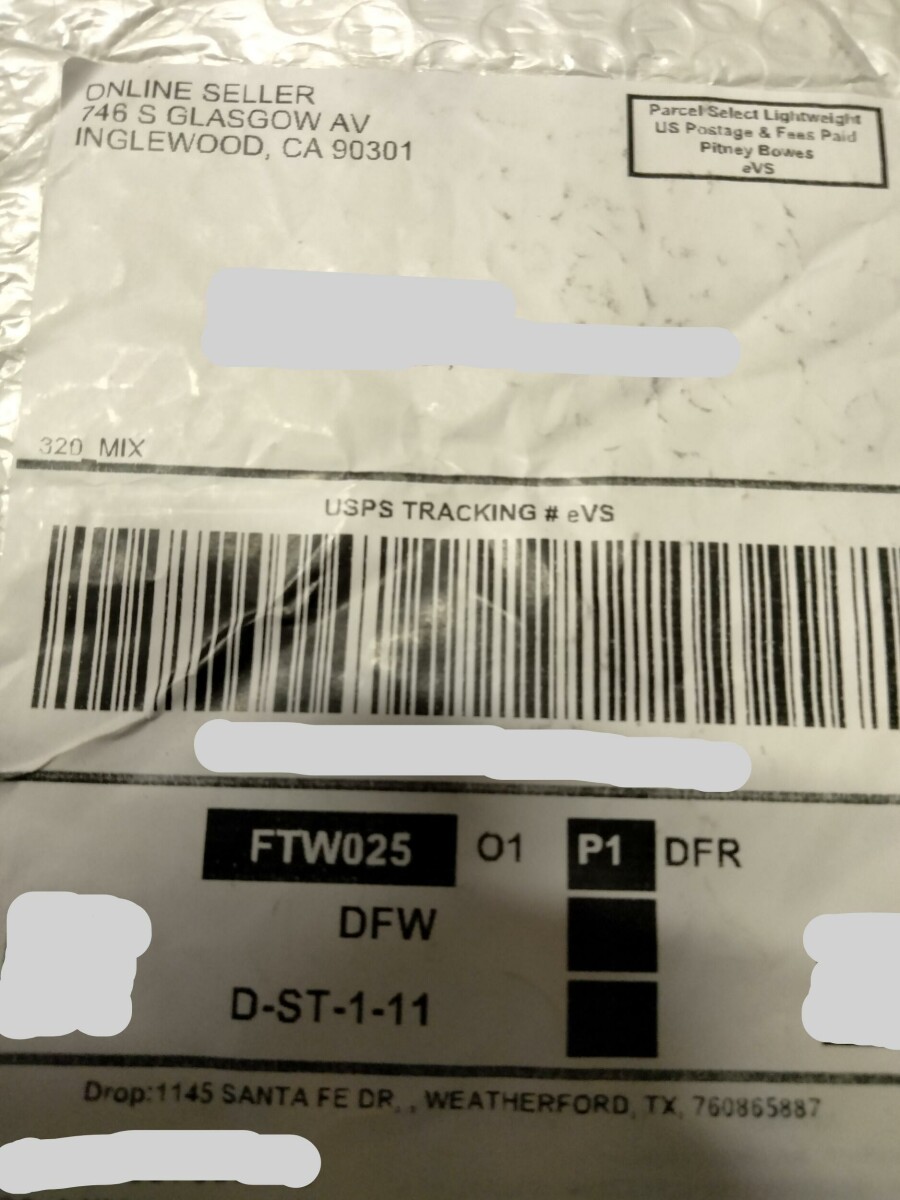 ONLINE SELLER
746 S GLASGOW AV
INGLEWOOD, CA 90301
Parcel Select Lightweight
US Postage & Fees Paid
Pitney Bowes
eVS
320 MIX
USPS TRACKING # eVS
FTW025 O1 P1 DFR
DFW
D-ST-1-11
Drop:1145 SANTA FE DR, , WEATHERFORD, TX, 760865887